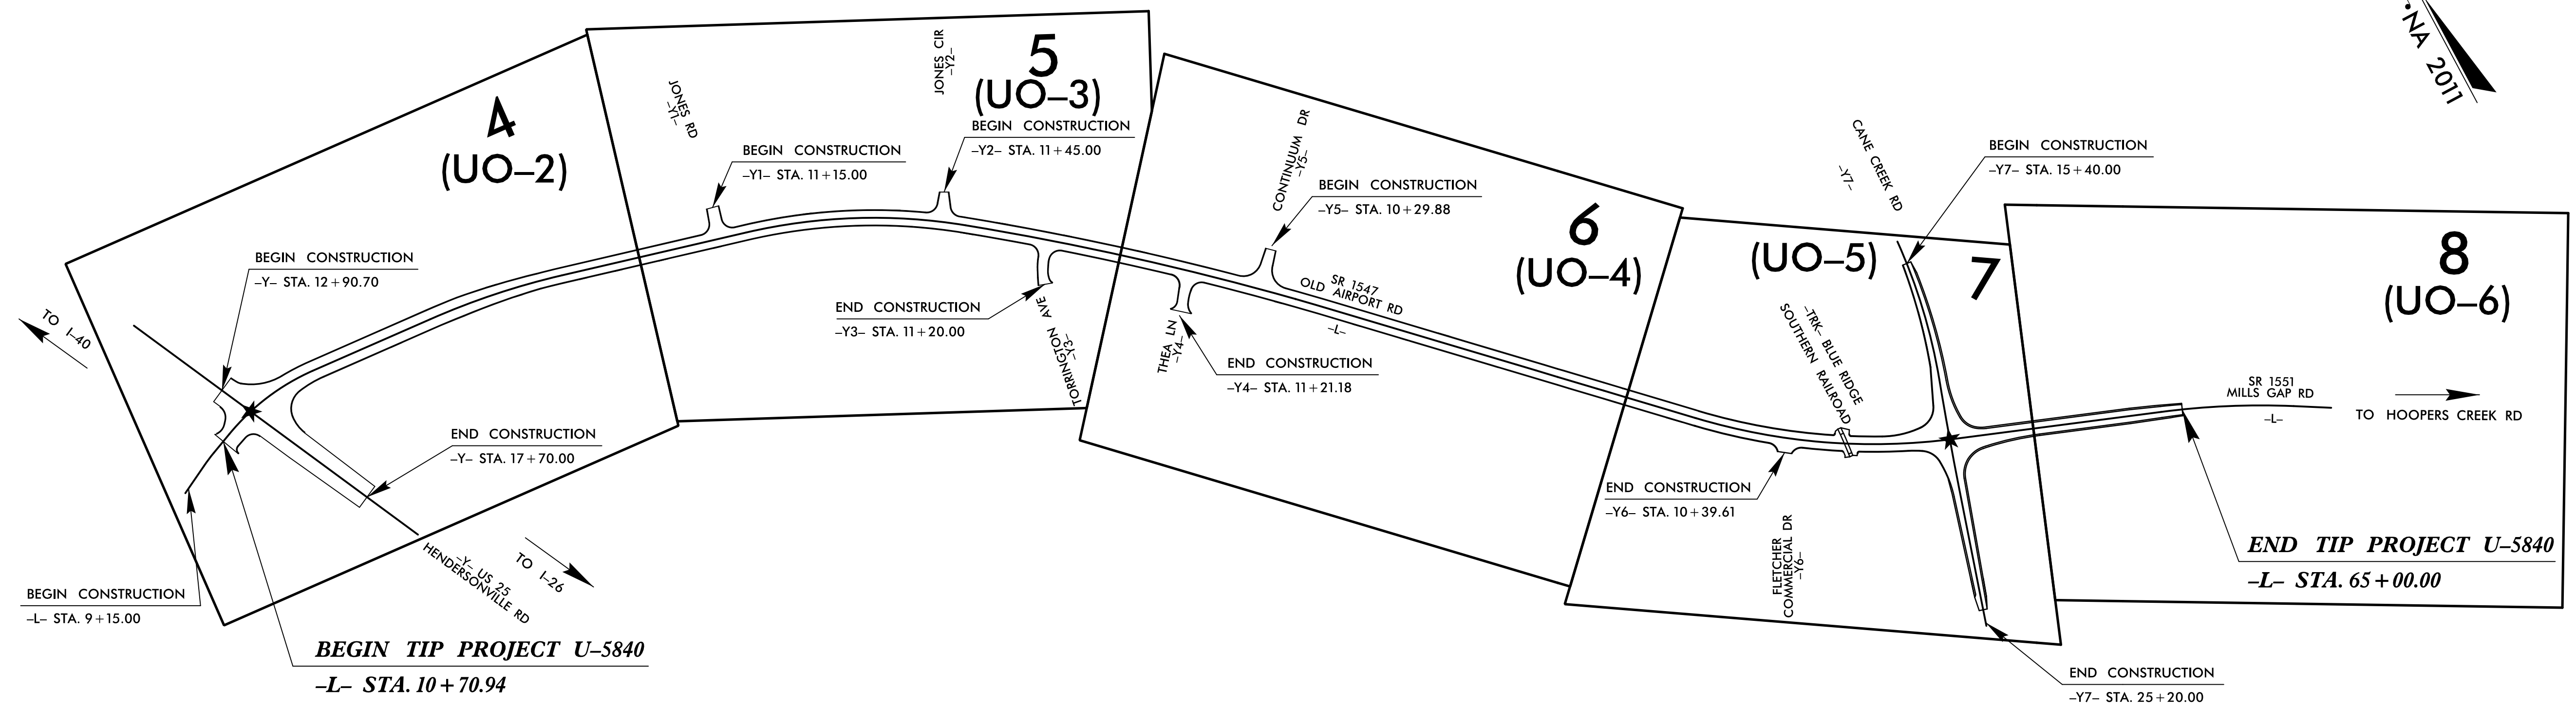 NA 2011
4
(UO–2)
5
(UO–3)
6
(UO–4)
(UO–5)
7
8
(UO–6)
JONES RD
–Y1–
JONES CIR
–Y2–
BEGIN CONSTRUCTION
–Y1– STA. 11+15.00
BEGIN CONSTRUCTION
–Y2– STA. 11+45.00
CONTINUUM DR
–Y5–
BEGIN CONSTRUCTION
–Y5– STA. 10+29.88
CANE CREEK RD
–Y7–
BEGIN CONSTRUCTION
–Y7– STA. 15+40.00
BEGIN CONSTRUCTION
–Y– STA. 12+90.70
TO I–40
END CONSTRUCTION
–Y3– STA. 11+20.00
TORRINGTON AVE
–Y3–
THEA LN
–Y4–
END CONSTRUCTION
–Y4– STA. 11+21.18
SR 1547
OLD AIRPORT RD
–L–
–TRK– BLUE RIDGE
SOUTHERN RAILROAD
SR 1551
MILLS GAP RD
–L–
TO HOOPERS CREEK RD
END CONSTRUCTION
–Y– STA. 17+70.00
END CONSTRUCTION
–Y6– STA. 10+39.61
FLETCHER
COMMERCIAL DR
–Y6–
–Y– US 25
HENDERSONVILLE RD
TO I–26
BEGIN CONSTRUCTION
–L– STA. 9+15.00
BEGIN TIP PROJECT U–5840
–L– STA. 10+70.94
END TIP PROJECT U–5840
–L– STA. 65+00.00
END CONSTRUCTION
–Y7– STA. 25+20.00